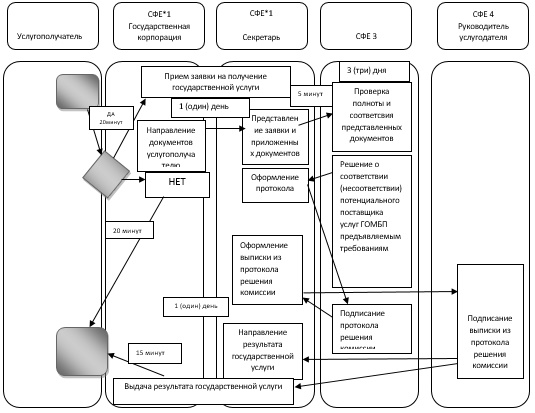 Услугополучатель
СФЕ*1
Государственная
корпорация
СФЕ*1
Секретарь
СФЕ 3
СФЕ 4
Руководитель
услугодателя
Прием заявки на получение
государственной услуги
3 (три) дня
5 минут
1 (один) день
ДА
20минут
Направление
документов
услугополуча
телю
НЕТ
Представлен
ие заявки и
приложенны
х документов
Проверка
полноты и
соответсвия
представленных
документов
Оформление
протокола
Решение о
соответствии
(несоответствии)
потенциального
поставщика
услуг ГОМБП
предъявляемым
требованиям
20 минут
Оформление
выписки из
протокола
решения
комиссии
1 (один) день
Подписание
протокола
решения
комиссии
Подписание
выписки из
протокола
решения
комиссии
Направление
результата
государственной
услуги
15 минут
Выдача результата государственной услуги